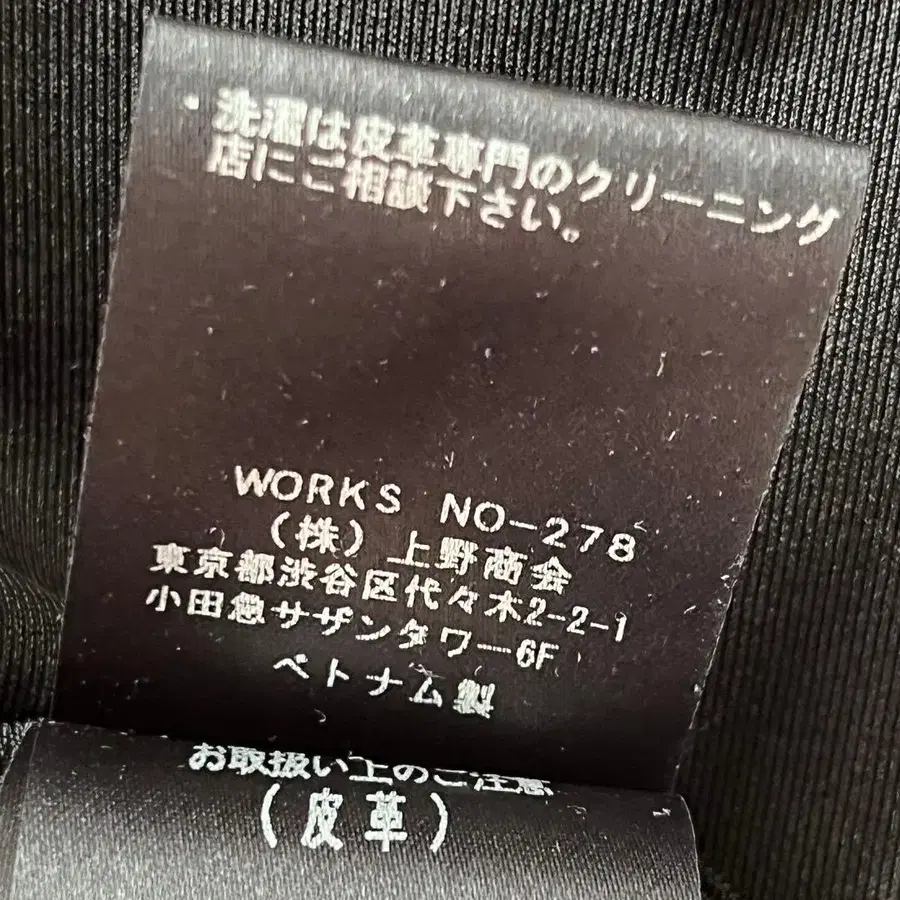 ・洗濯は皮革専門のクリーニング
店にご相談下さい。
WORKS NO-278
(株)上野商会
東京都渋谷区代々木2-2-1
小田急サザンタワー6F
ベトナム製
お取扱い上のご注意
(皮革)